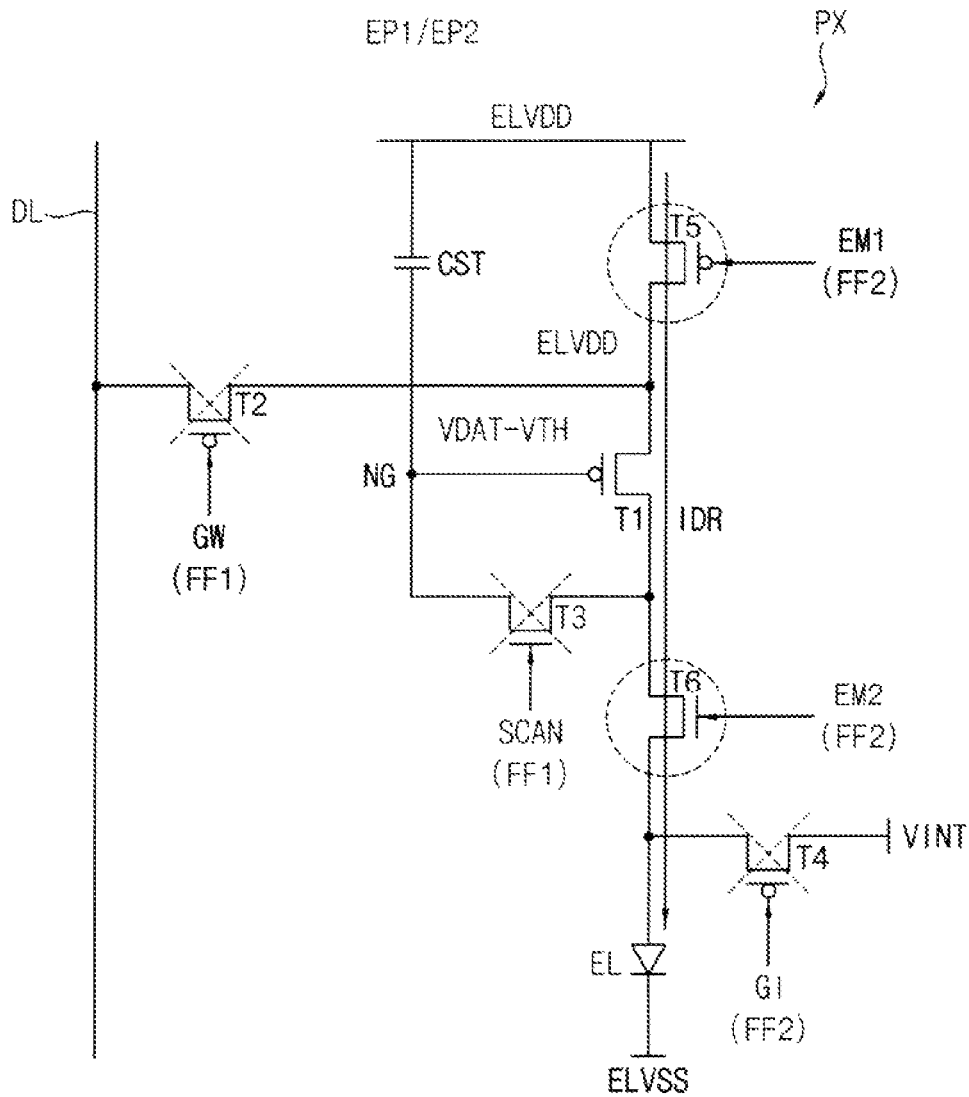 EP1/EP2
PX
ELVDD
DL
T5
EM1
(FF2)
CST
ELVDD
T2
VDAT-VTH
NG
T1
IDR
GW
(FF1)
T3
T6
EM2
(FF2)
SCAN
(FF1)
T4
VINT
EL
GI
(FF2)
ELVSS